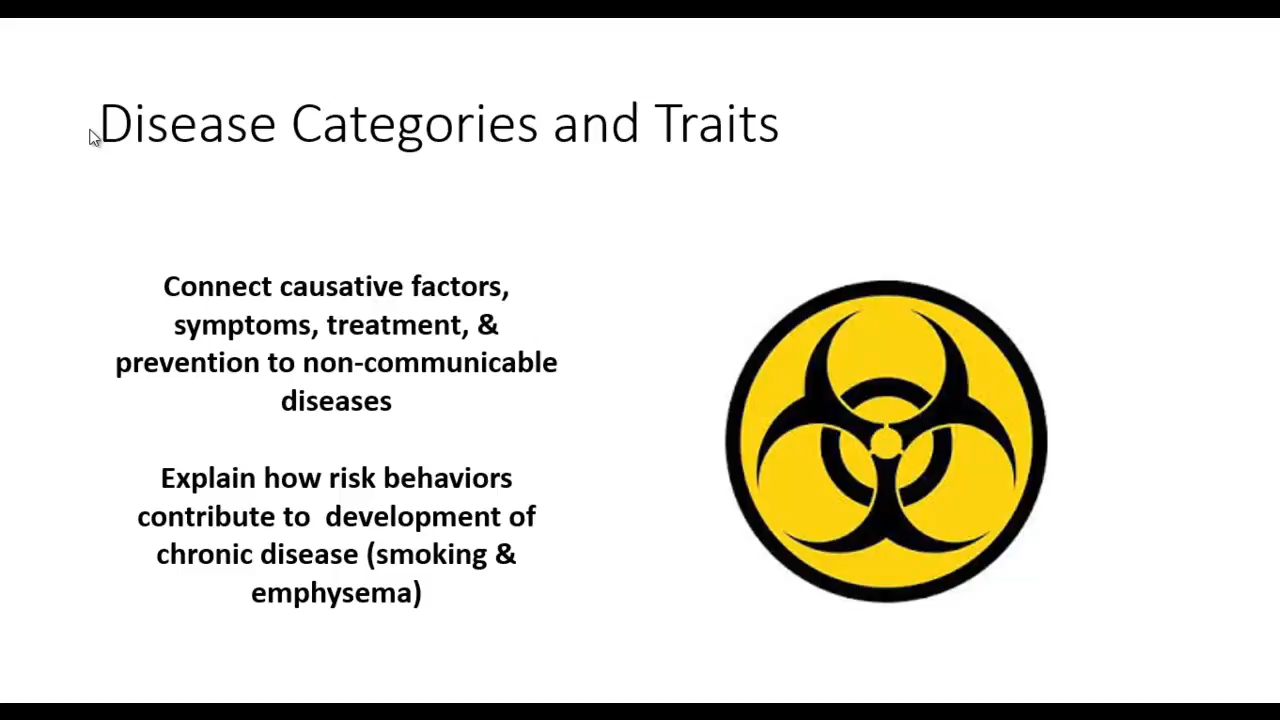 Disease Categories and Traits
Connect causative factors,
symptoms, treatment, &
prevention to non-communicable
diseases
Explain how risk behaviors
contribute to  development of
chronic disease (smoking &
emphysema)